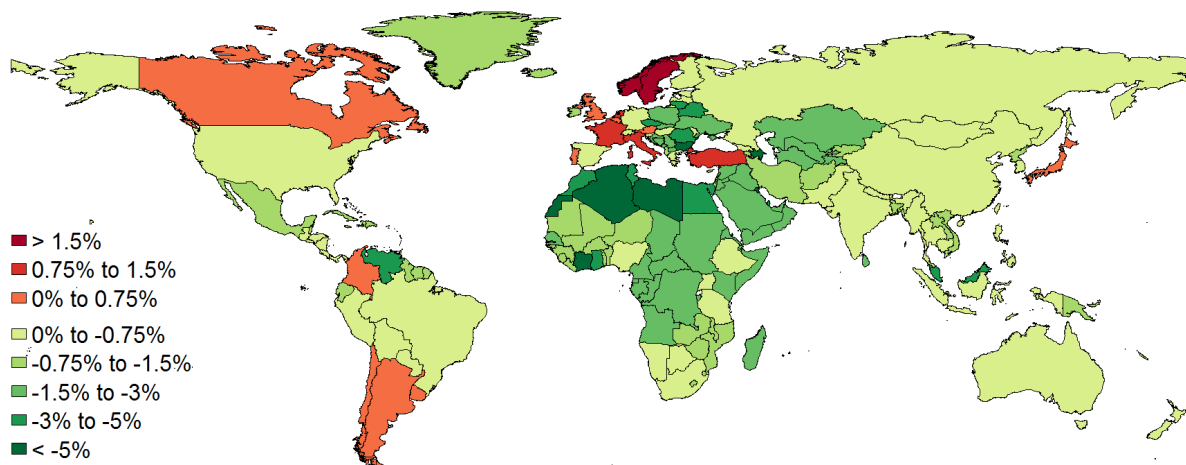 > 1.5%
0.75% to 1.5%
0% to 0.75%
0% to -0.75%
-0.75% to -1.5%
-1.5% to -3%
-3% to -5%
< -5%